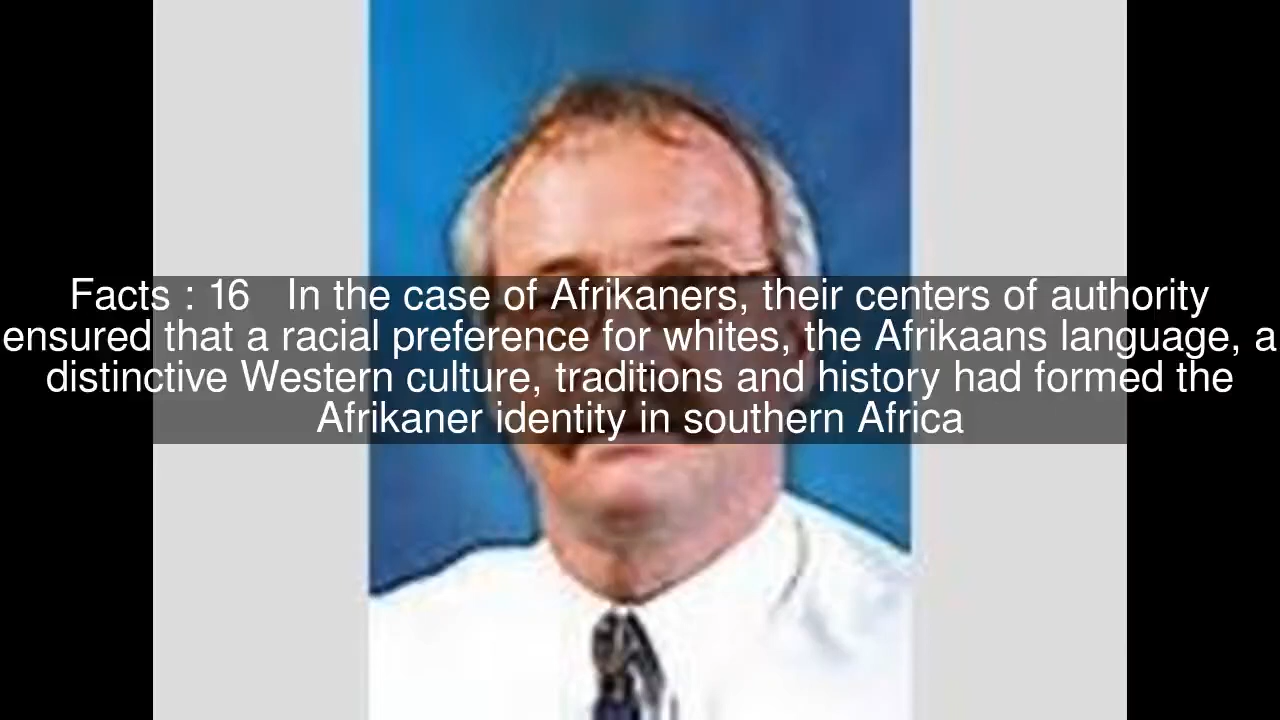 Facts : 16 In the case of Afrikaners, their centers of authority
ensured that a racial preference for whites, the Afrikaans language, a
distinctive Western culture, traditions and history had formed the
Afrikaner identity in southern Africa